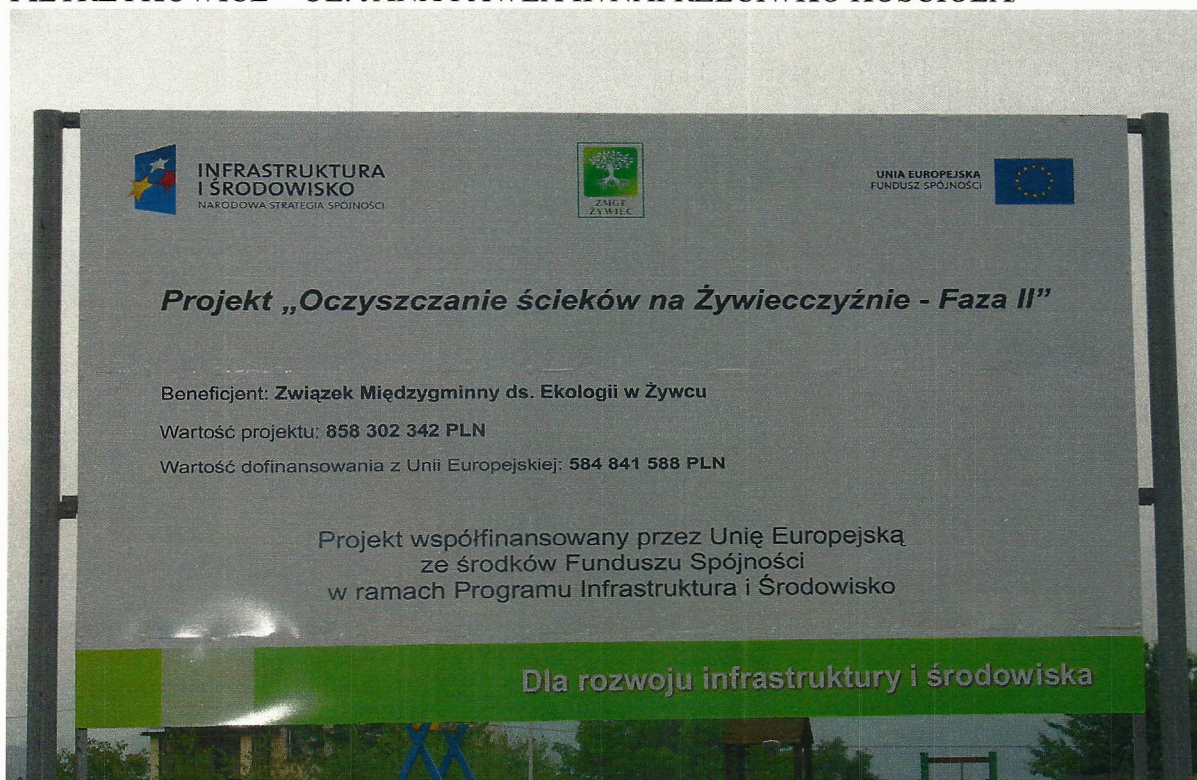 INFRASTRUKTURA
I ŚRODOWISKO
NARODOWA STRATEGIA SPÓJNOŚCI
ZMGE
ŻYWIEC
UNIA EUROPEJSKA
FUNDUSZ SPÓJNOŚCI
Projekt „Oczyszczanie ścieków na Żywiecczyźnie - Faza II”
Beneficjent: Związek Międzygminny ds. Ekologii w Żywcu
Wartość projektu: 858 302 342 PLN
Wartość dofinansowania z Unii Europejskiej: 584 841 588 PLN
Projekt współfinansowany przez Unię Europejską
ze środków Funduszu Spójności
w ramach Programu Infrastruktura i Środowisko
Dla rozwoju infrastruktury i środowiska